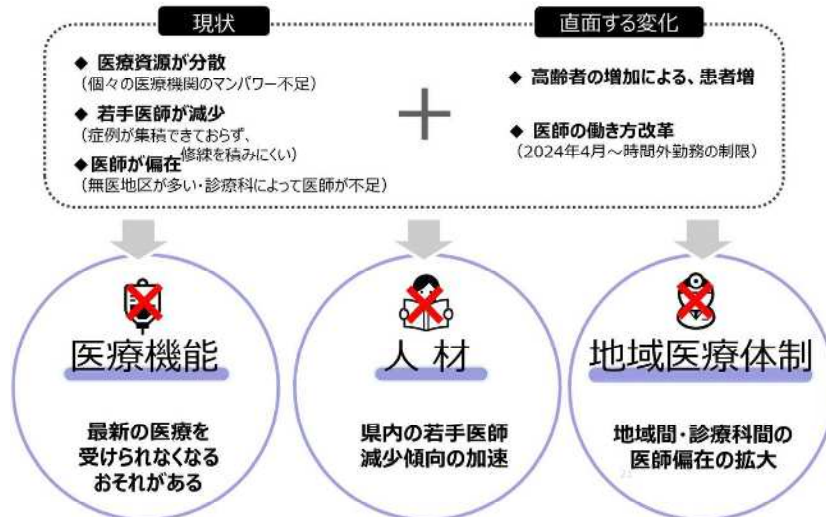 現状
◆ 医療資源が分散
（個々の医療機関のマンパワー不足）
◆ 若手医師が減少
（症例が集積できておらず、
修練を積みにくい）
◆医師が偏在
（無医地区が多い・診療科によって医師が不足）
＋
直面する変化
◆ 高齢者の増加による、患者増
◆ 医師の働き方改革
（2024年4月～時間外勤務の制限）
医療機能
最新の医療を
受けられなくなる
おそれがある
人 材
県内の若手医師
減少傾向の加速
地域医療体制
地域間・診療科間の
医師偏在の拡大